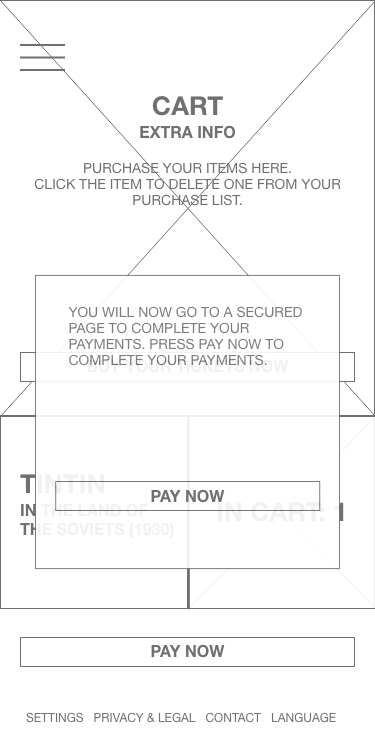 CART
EXTRA INFO
PURCHASE YOUR ITEMS HERE.
CLICK THE ITEM TO DELETE ONE FROM YOUR
PURCHASE LIST.
YOU WILL NOW GO TO A SECURED
PAGE TO COMPLETE YOUR
PAYMENTS. PRESS PAY NOW TO
COMPLETE YOUR PAYMENTS.
BUY YOUR TICKETS NOW
TINTIN
IN THE LAND OF
THE SOVIETS (1930)
PAY NOW
IN CART: 1
PAY NOW
SETTINGS PRIVACY & LEGAL CONTACT LANGUAGE